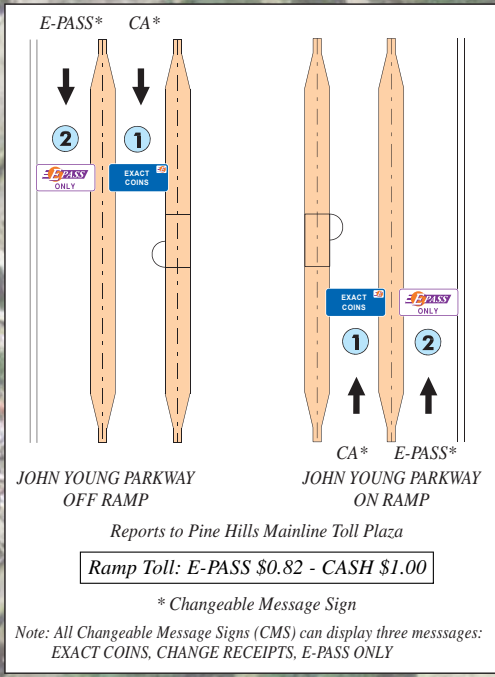 E-PASS* CA*
2 1
E-PASS
ONLY
EXACT
COINS
EXACT
COINS
E-PASS
ONLY
1 2
CA* E-PASS*
JOHN YOUNG PARKWAY
OFF RAMP
JOHN YOUNG PARKWAY
ON RAMP
Reports to Pine Hills Mainline Toll Plaza
Ramp Toll: E-PASS $0.82 - CASH $1.00
* Changeable Message Sign
Note: All Changeable Message Signs (CMS) can display three messsages:
EXACT COINS, CHANGE RECEIPTS, E-PASS ONLY